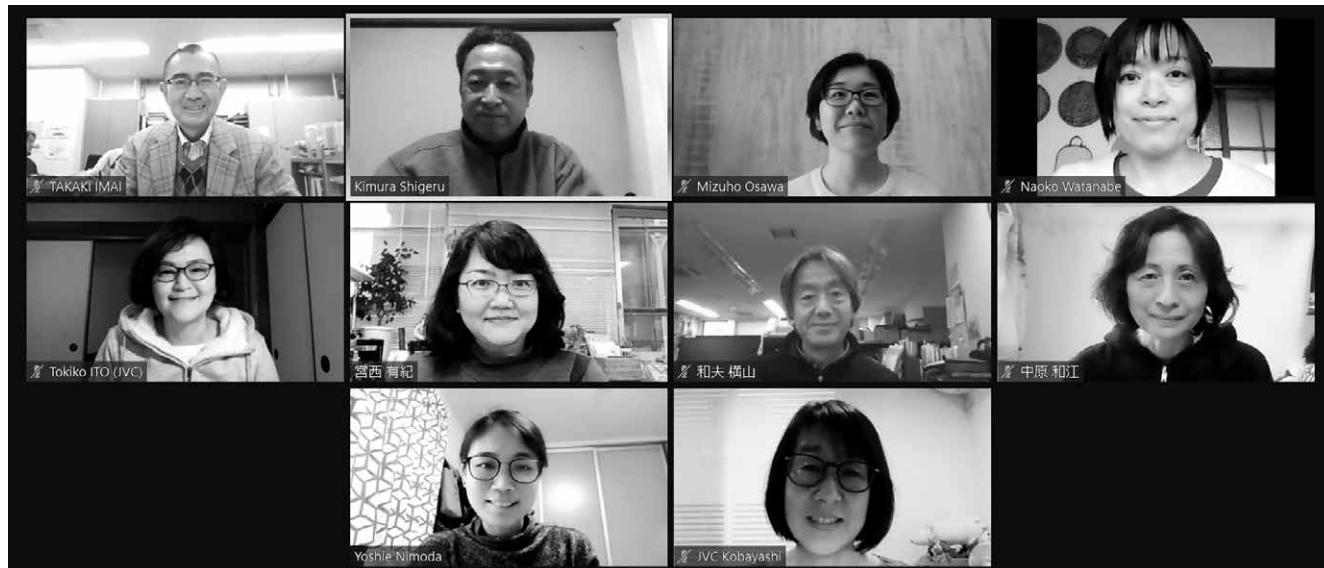 TAKAKI IMAI
Kimura Shigeru
Mizuho Osawa
Naoko Watanabe
Tokiko ITO (JVC)
宮西 有紀
和夫 横山
中原 和江
Yoshie Nimoda
JVC Kobayashi